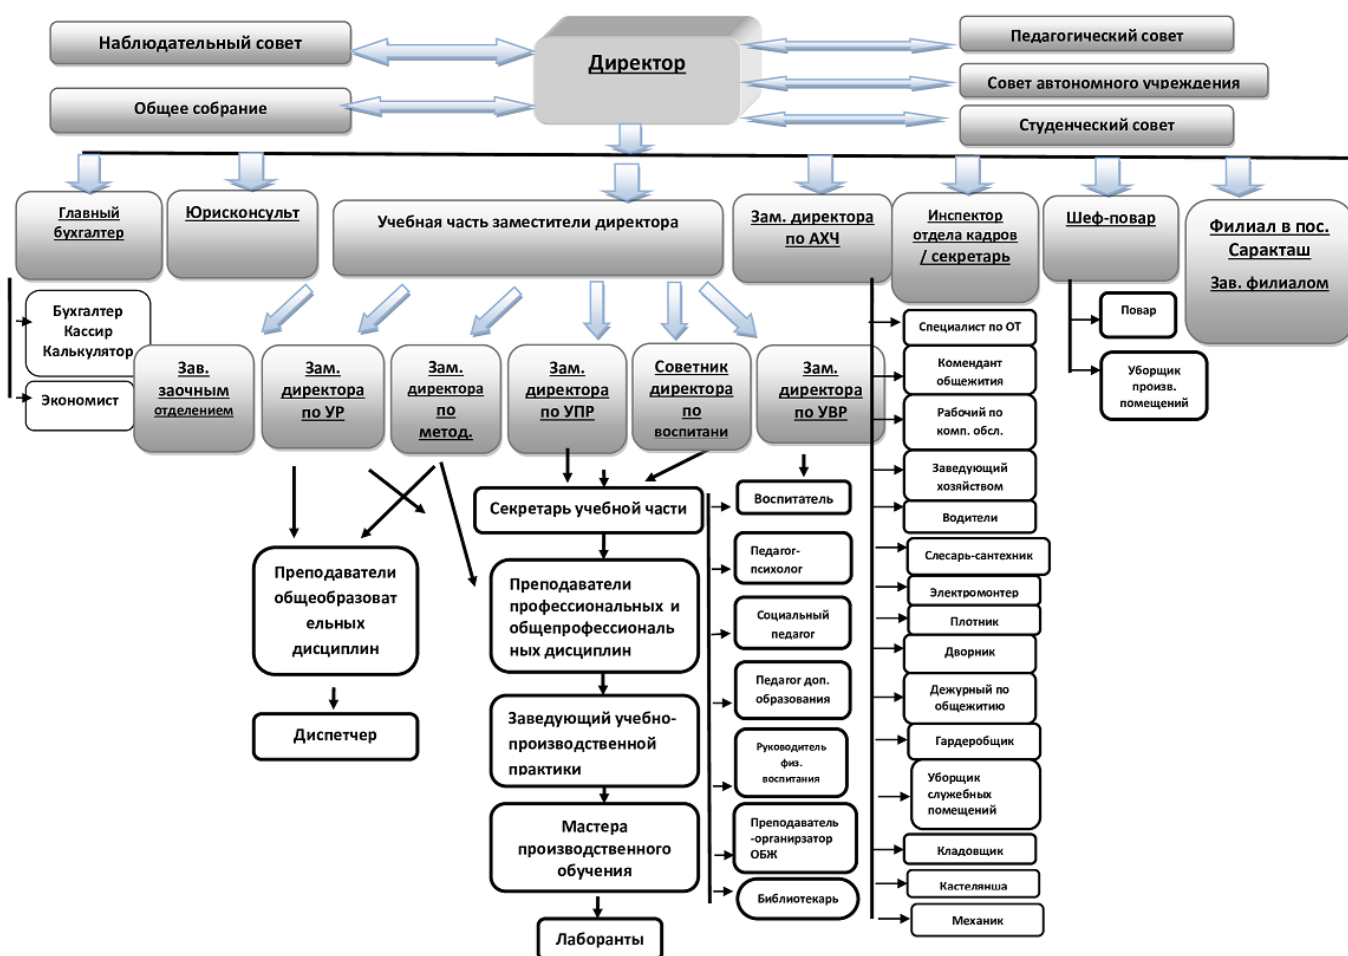 Наблюдательный совет
Общее собрание
Директор
Педагогический совет
Совет автономного учреждения
Студенческий совет
Главный
бухгалтер
Юрисконсульт
Учебная часть заместители директора
Зам. директора
по АХЧ
Инспектор
отдела кадров
/ секретарь
Шеф-повар
Филиал в пос.
Саракташ
Зав. филиалом
Бухгалтер
Кассир
Калькулятор
Экономист
Зав.
заочным
отделением
Зам.
директора
по УР
Зам.
директора
по
метод.
Зам.
директора
по УПР
Советник
директора
по
воспитани
Зам.
директора
по УВР
Повар
Уборщик
произв.
помещений
Преподаватели
общеобразоват
ельных
дисциплин
Диспетчер
Секретарь учебной части
Преподаватели
профессиональных и
общепрофессиональ
ных дисциплин
Заведующий учебно-
производственной
практики
Мастера
производственного
обучения
Лаборанты
Воспитатель
Педагог-
психолог
Социальный
педагог
Педагог доп.
образования
Руководитель
физ.
воспитания
Преподаватель
-органирзатор
ОБЖ
Библиотекарь
Специалист по ОТ
Комендант
общежития
Рабочий по
комп. обсл.
Заведующий
хозяйством
Водители
Слесарь-сантехник
Электромонтер
Плотник
Дворник
Дежурный по
общежитию
Гардеробщик
Уборщик
служебных
помещений
Кладовщик
Кастелянша
Механик